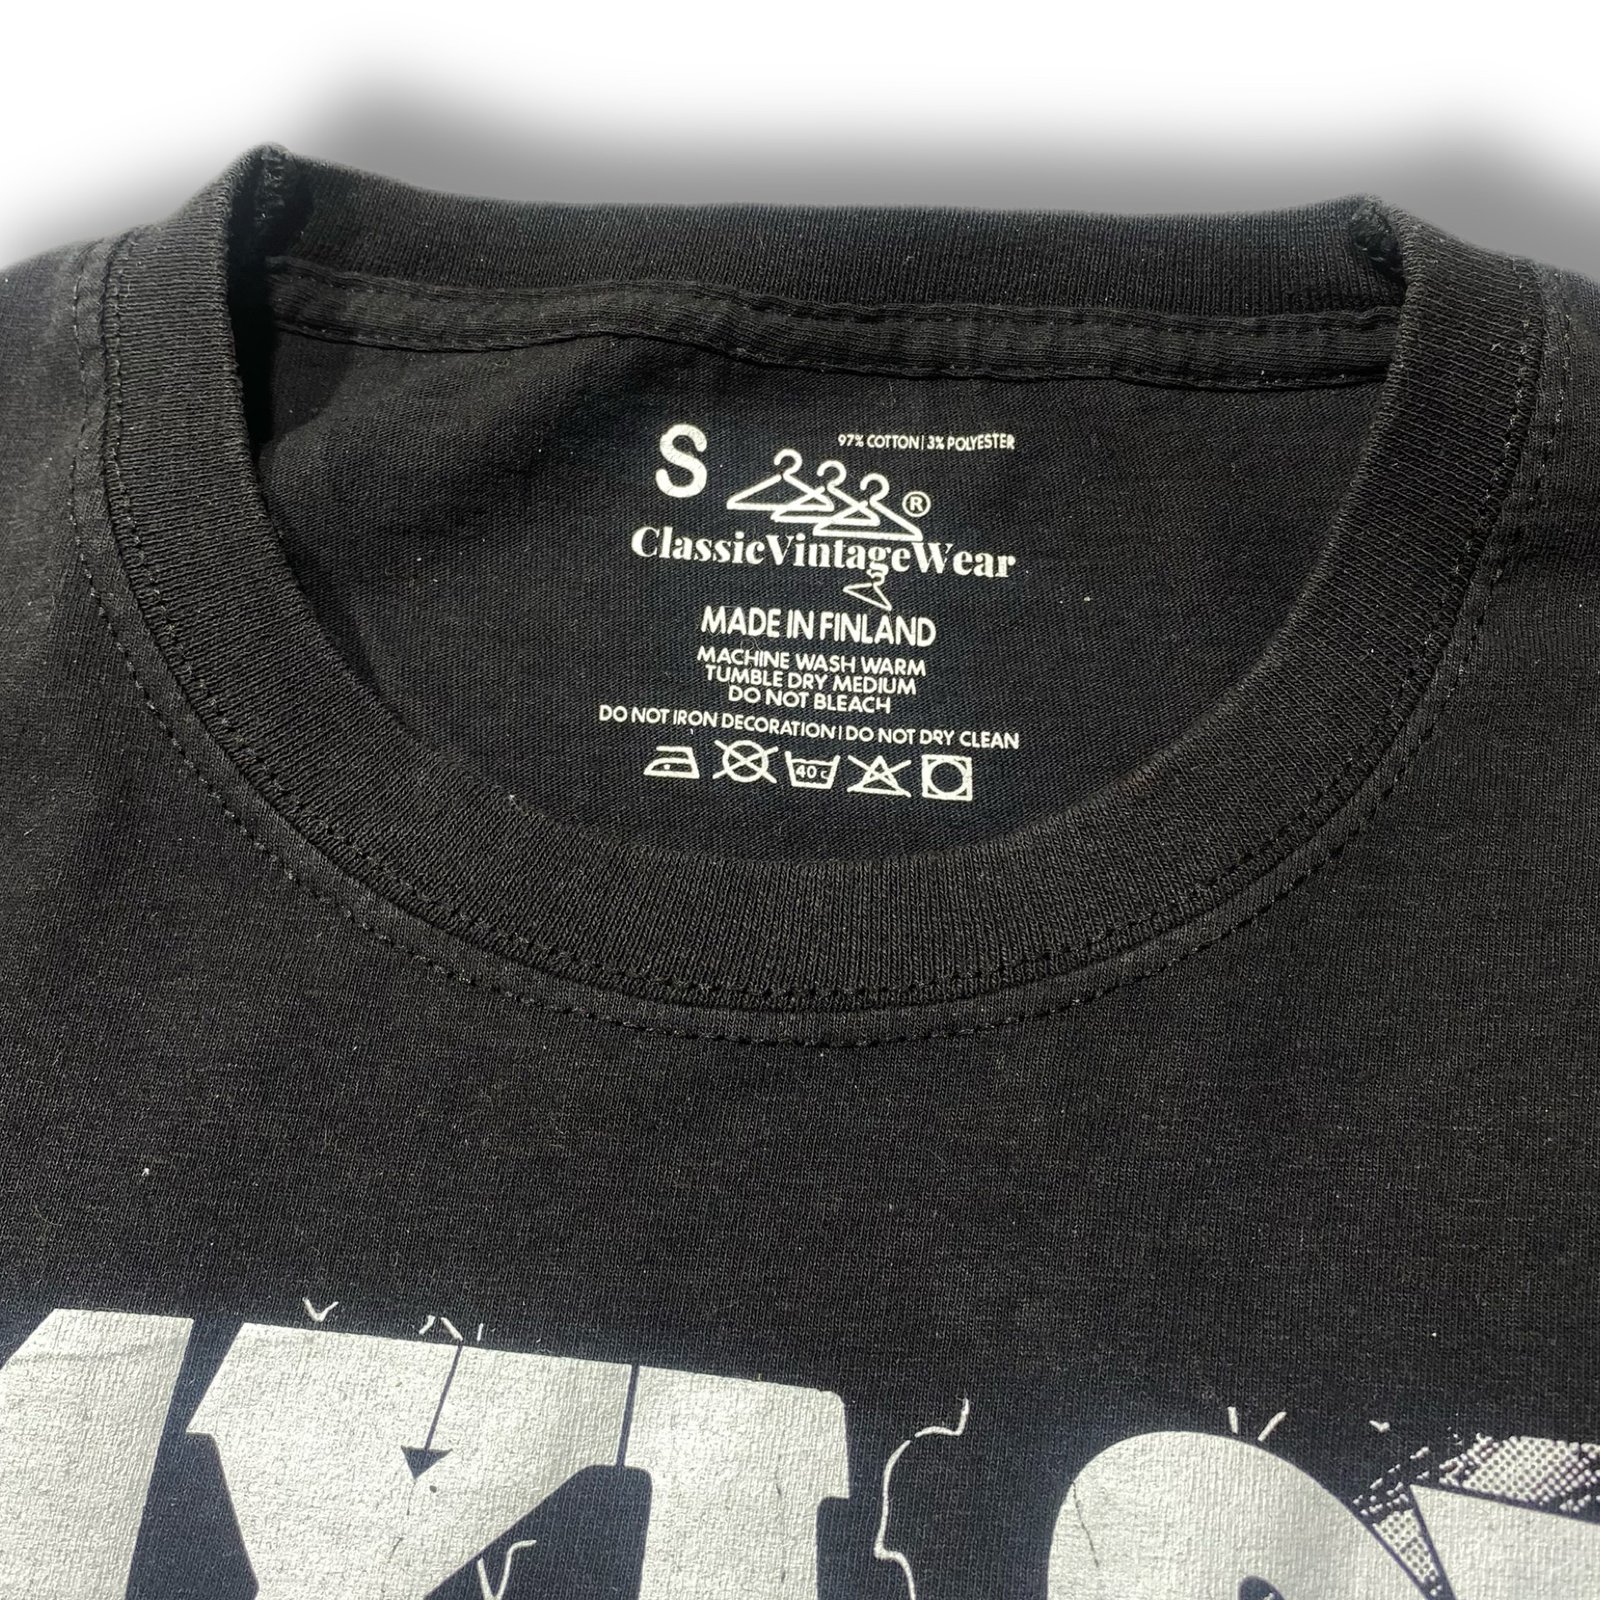 S
97% COTTON | 3% POLYESTER
®
ClassicVintageWear
MADE IN FINLAND
MACHINE WASH WARM
TUMBLE DRY MEDIUM
DO NOT BLEACH
DO NOT IRON DECORATION | DO NOT DRY CLEAN
40 c